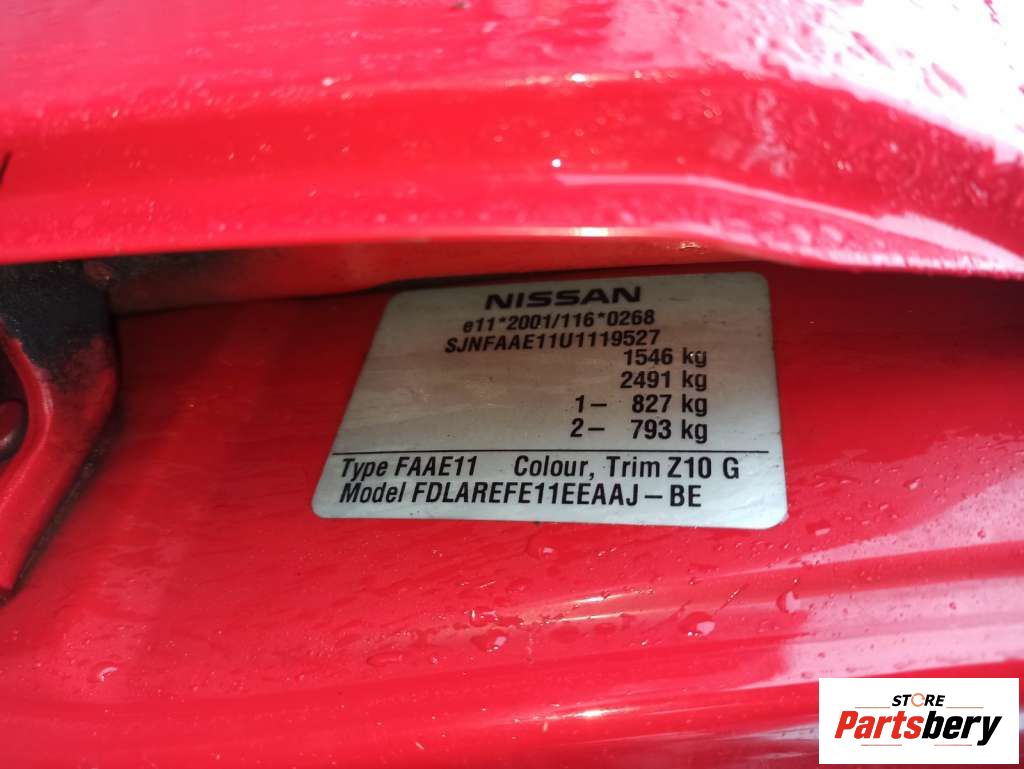 NISSAN
e11*2001/116*0268
SJNFAAE11U1119527
1546 kg
2491 kg
1– 827 kg
2– 793 kg
Type FAAE11 Colour, Trim Z10 G
Model FDLAREFE11EEAAJ – BE
STORE
Partsbery